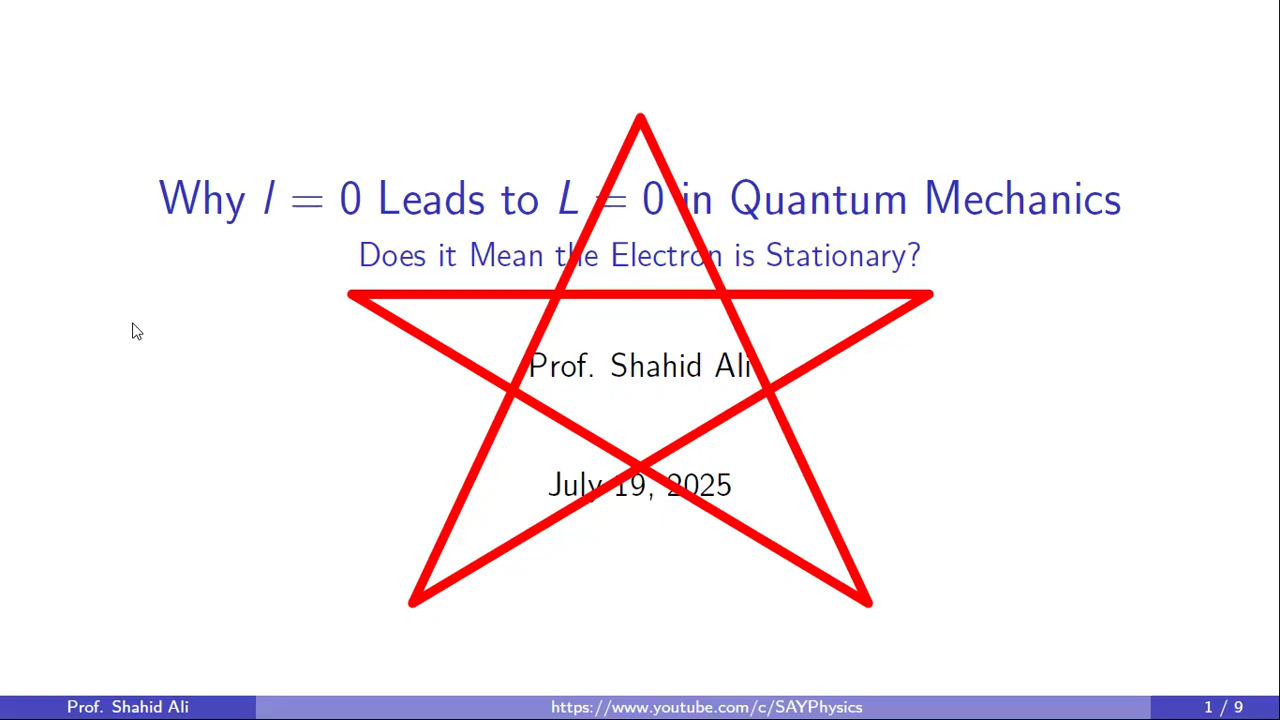 Why l = 0 Leads to L = 0 in Quantum Mechanics
Does it Mean the Electron is Stationary?
Prof. Shahid Ali
July 19, 2025
Prof. Shahid Ali
https://www.youtube.com/c/SAYPhysics
1 / 9